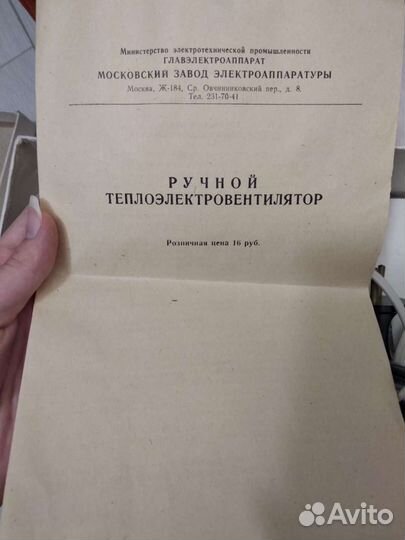 Министерство электротехнической промышленности
ГЛАВЭЛЕКТРОАППАРАТ
МОСКОВСКИЙ ЗАВОД ЭЛЕКТРОАППАРАТУРЫ
Москва, Ж-184, Ср. Овчинниковский пер., д. 8.
Тел. 231-70-41
РУЧНОЙ
ТЕПЛОЭЛЕКТРОВЕНТИЛЯТОР
Розничная цена 16 руб.
Avito